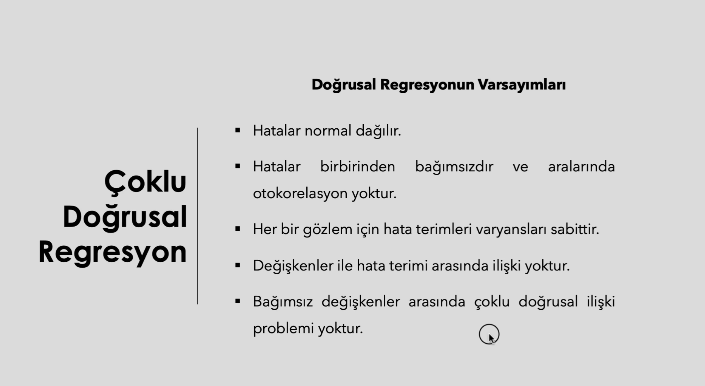 Çoklu
Doğrusal
Regresyon
Doğrusal Regresyonun Varsayımları
▪ Hatalar normal dağılır.
▪ Hatalar birbirinden bağımsızdır ve aralarında
otokorelasyon yoktur.
▪ Her bir gözlem için hata terimleri varyansları sabittir.
▪ Değişkenler ile hata terimi arasında ilişki yoktur.
▪ Bağımsız değişkenler arasında çoklu doğrusal ilişki
problemi yoktur.